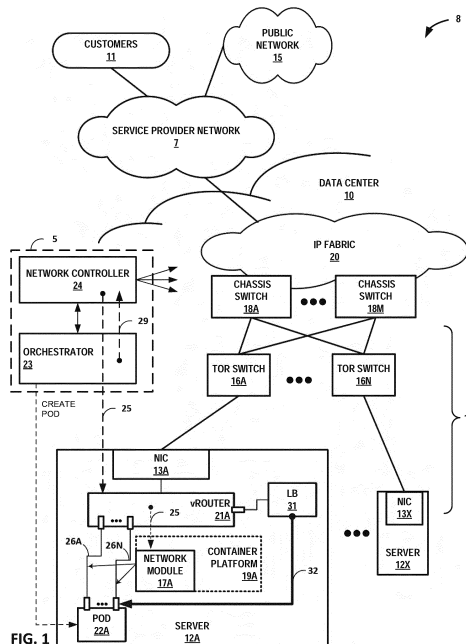 8
CUSTOMERS
11
PUBLIC
NETWORK
15
SERVICE PROVIDER NETWORK
7
DATA CENTER
10
5
NETWORK CONTROLLER
24
29
ORCHESTRATOR
23
CREATE
POD
25
IP FABRIC
20
CHASSIS
SWITCH
18A
CHASSIS
SWITCH
18M
TOR SWITCH
16A
TOR SWITCH
16N
NIC
13A
vROUTER
21A
25
LB
31
26A
26N
NETWORK
MODULE
17A
CONTAINER
PLATFORM
19A
32
POD
22A
SERVER
12A
NIC
13X
SERVER
12X
FIG. 1